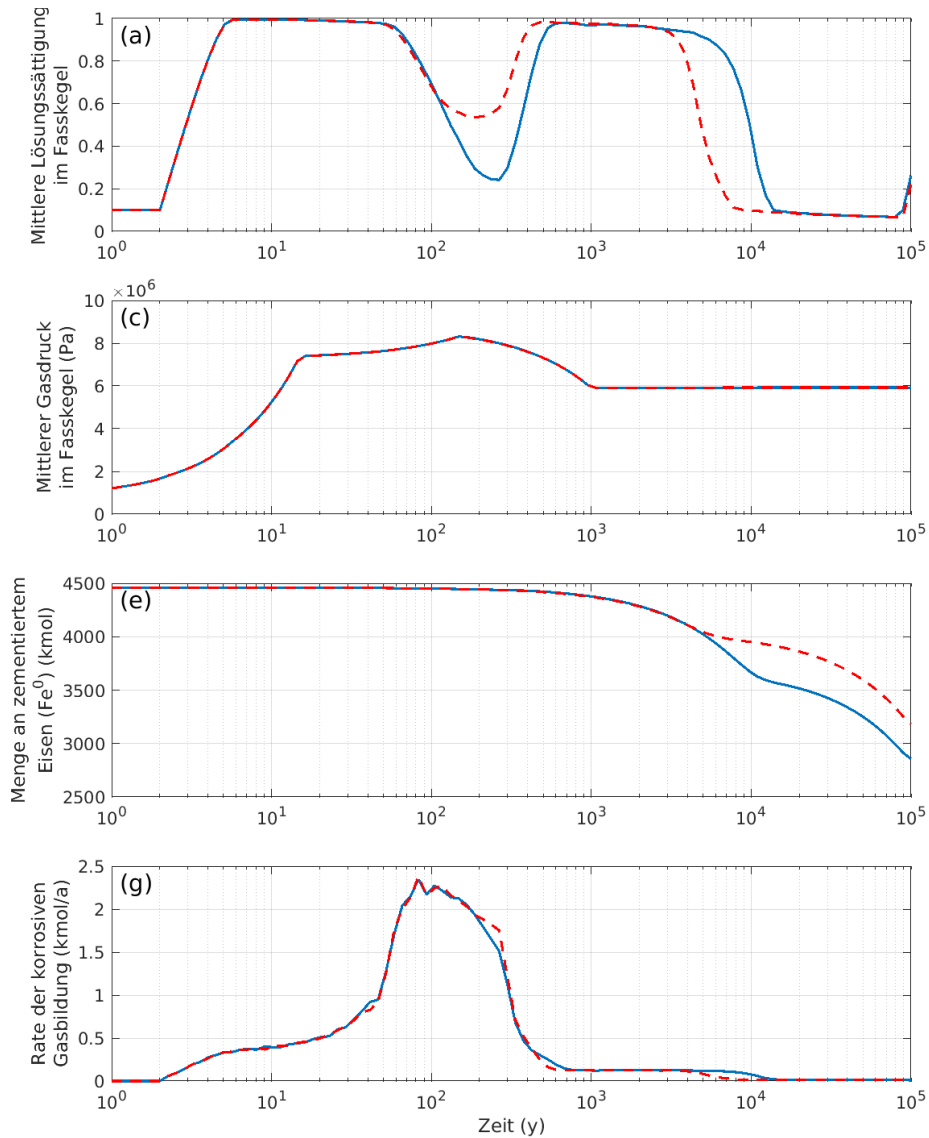 (a)
Mittlere Lösungssättigung
im Fasskegel
1
0.8
0.6
0.4
0.2
0
10^0 10^1 10^2 10^3 10^4 10^5
×10^6
(c)
Mittlerer Gasdruck
im Fasskegel (Pa)
10
8
6
4
2
0
10^0 10^1 10^2 10^3 10^4 10^5
(e)
Menge an zementiertem
Eisen (Fe^0) (kmol)
4500
4000
3500
3000
2500
10^0 10^1 10^2 10^3 10^4 10^5
(g)
Rate der korrosiven
Gasbildung (kmol/a)
2.5
2
1.5
1
0.5
0
10^0 10^1 10^2 10^3 10^4 10^5
Zeit (y)